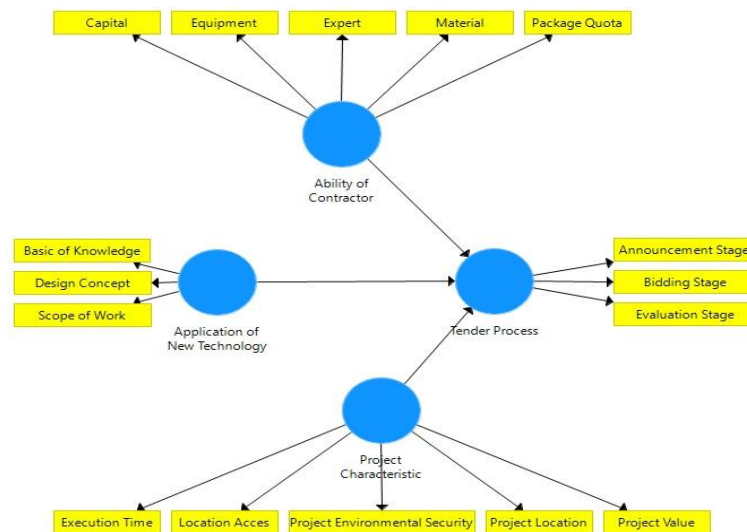 Capital
Equipment
Expert
Material
Package Quota
Ability of
Contractor
Basic of Knowledge
Design Concept
Scope of Work
Application of
New Technology
Announcement Stage
Bidding Stage
Evaluation Stage
Tender Process
Project
Characteristic
Execution Time
Location Acces
Project Environmental Security
Project Location
Project Value